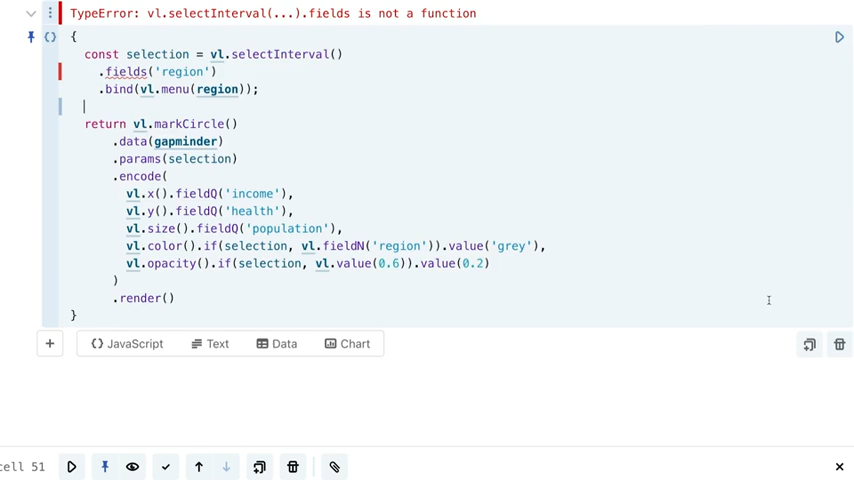 TypeError: vl.selectInterval(...).fields is not a function
{
const selection = vl.selectInterval()
.fields('region')
.bind(vl.menu(region));
return vl.markCircle()
.data(gapminder)
.params(selection)
.encode(
vl.x().fieldQ('income'),
vl.y().fieldQ('health'),
vl.size().fieldQ('population'),
vl.color().if(selection, vl.fieldN('region')).value('grey'),
vl.opacity().if(selection, vl.value(0.6)).value(0.2)
)
.render()
}
+ {} JavaScript Text Data Chart
cell 51